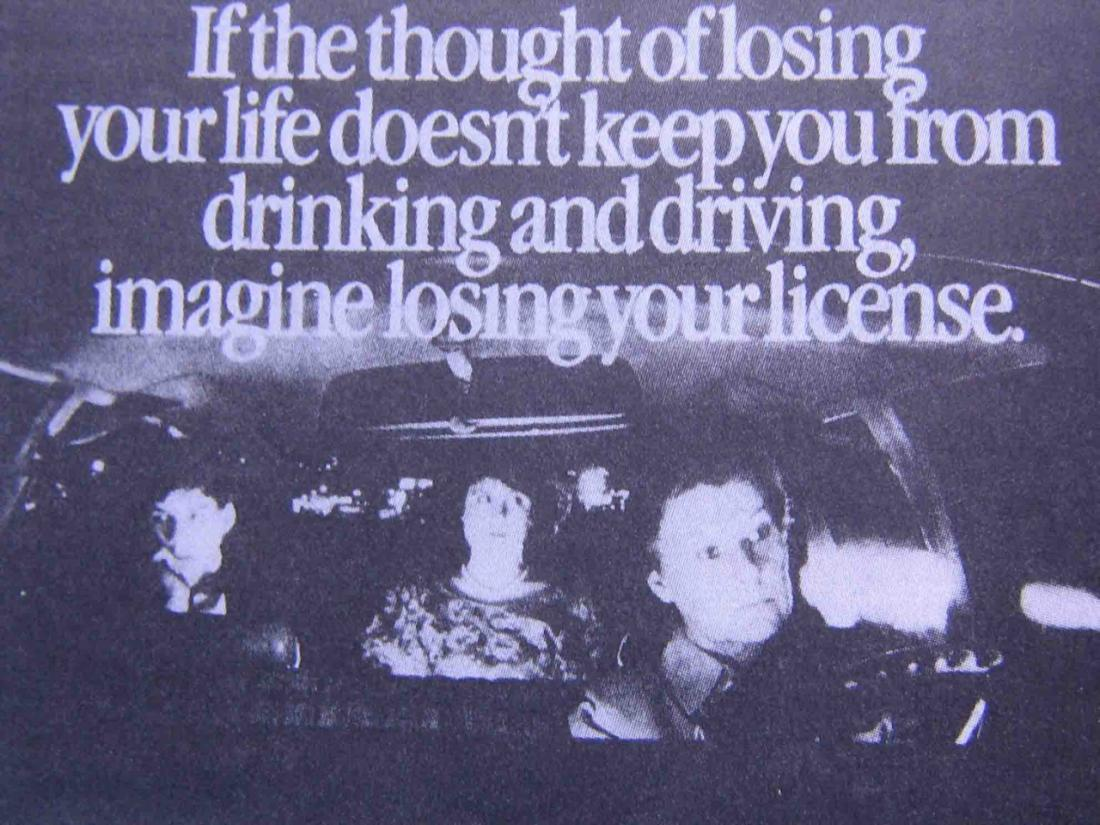 If the thought of losing
your life doesn't keep you from
drinking and driving,
imagine losing your license.